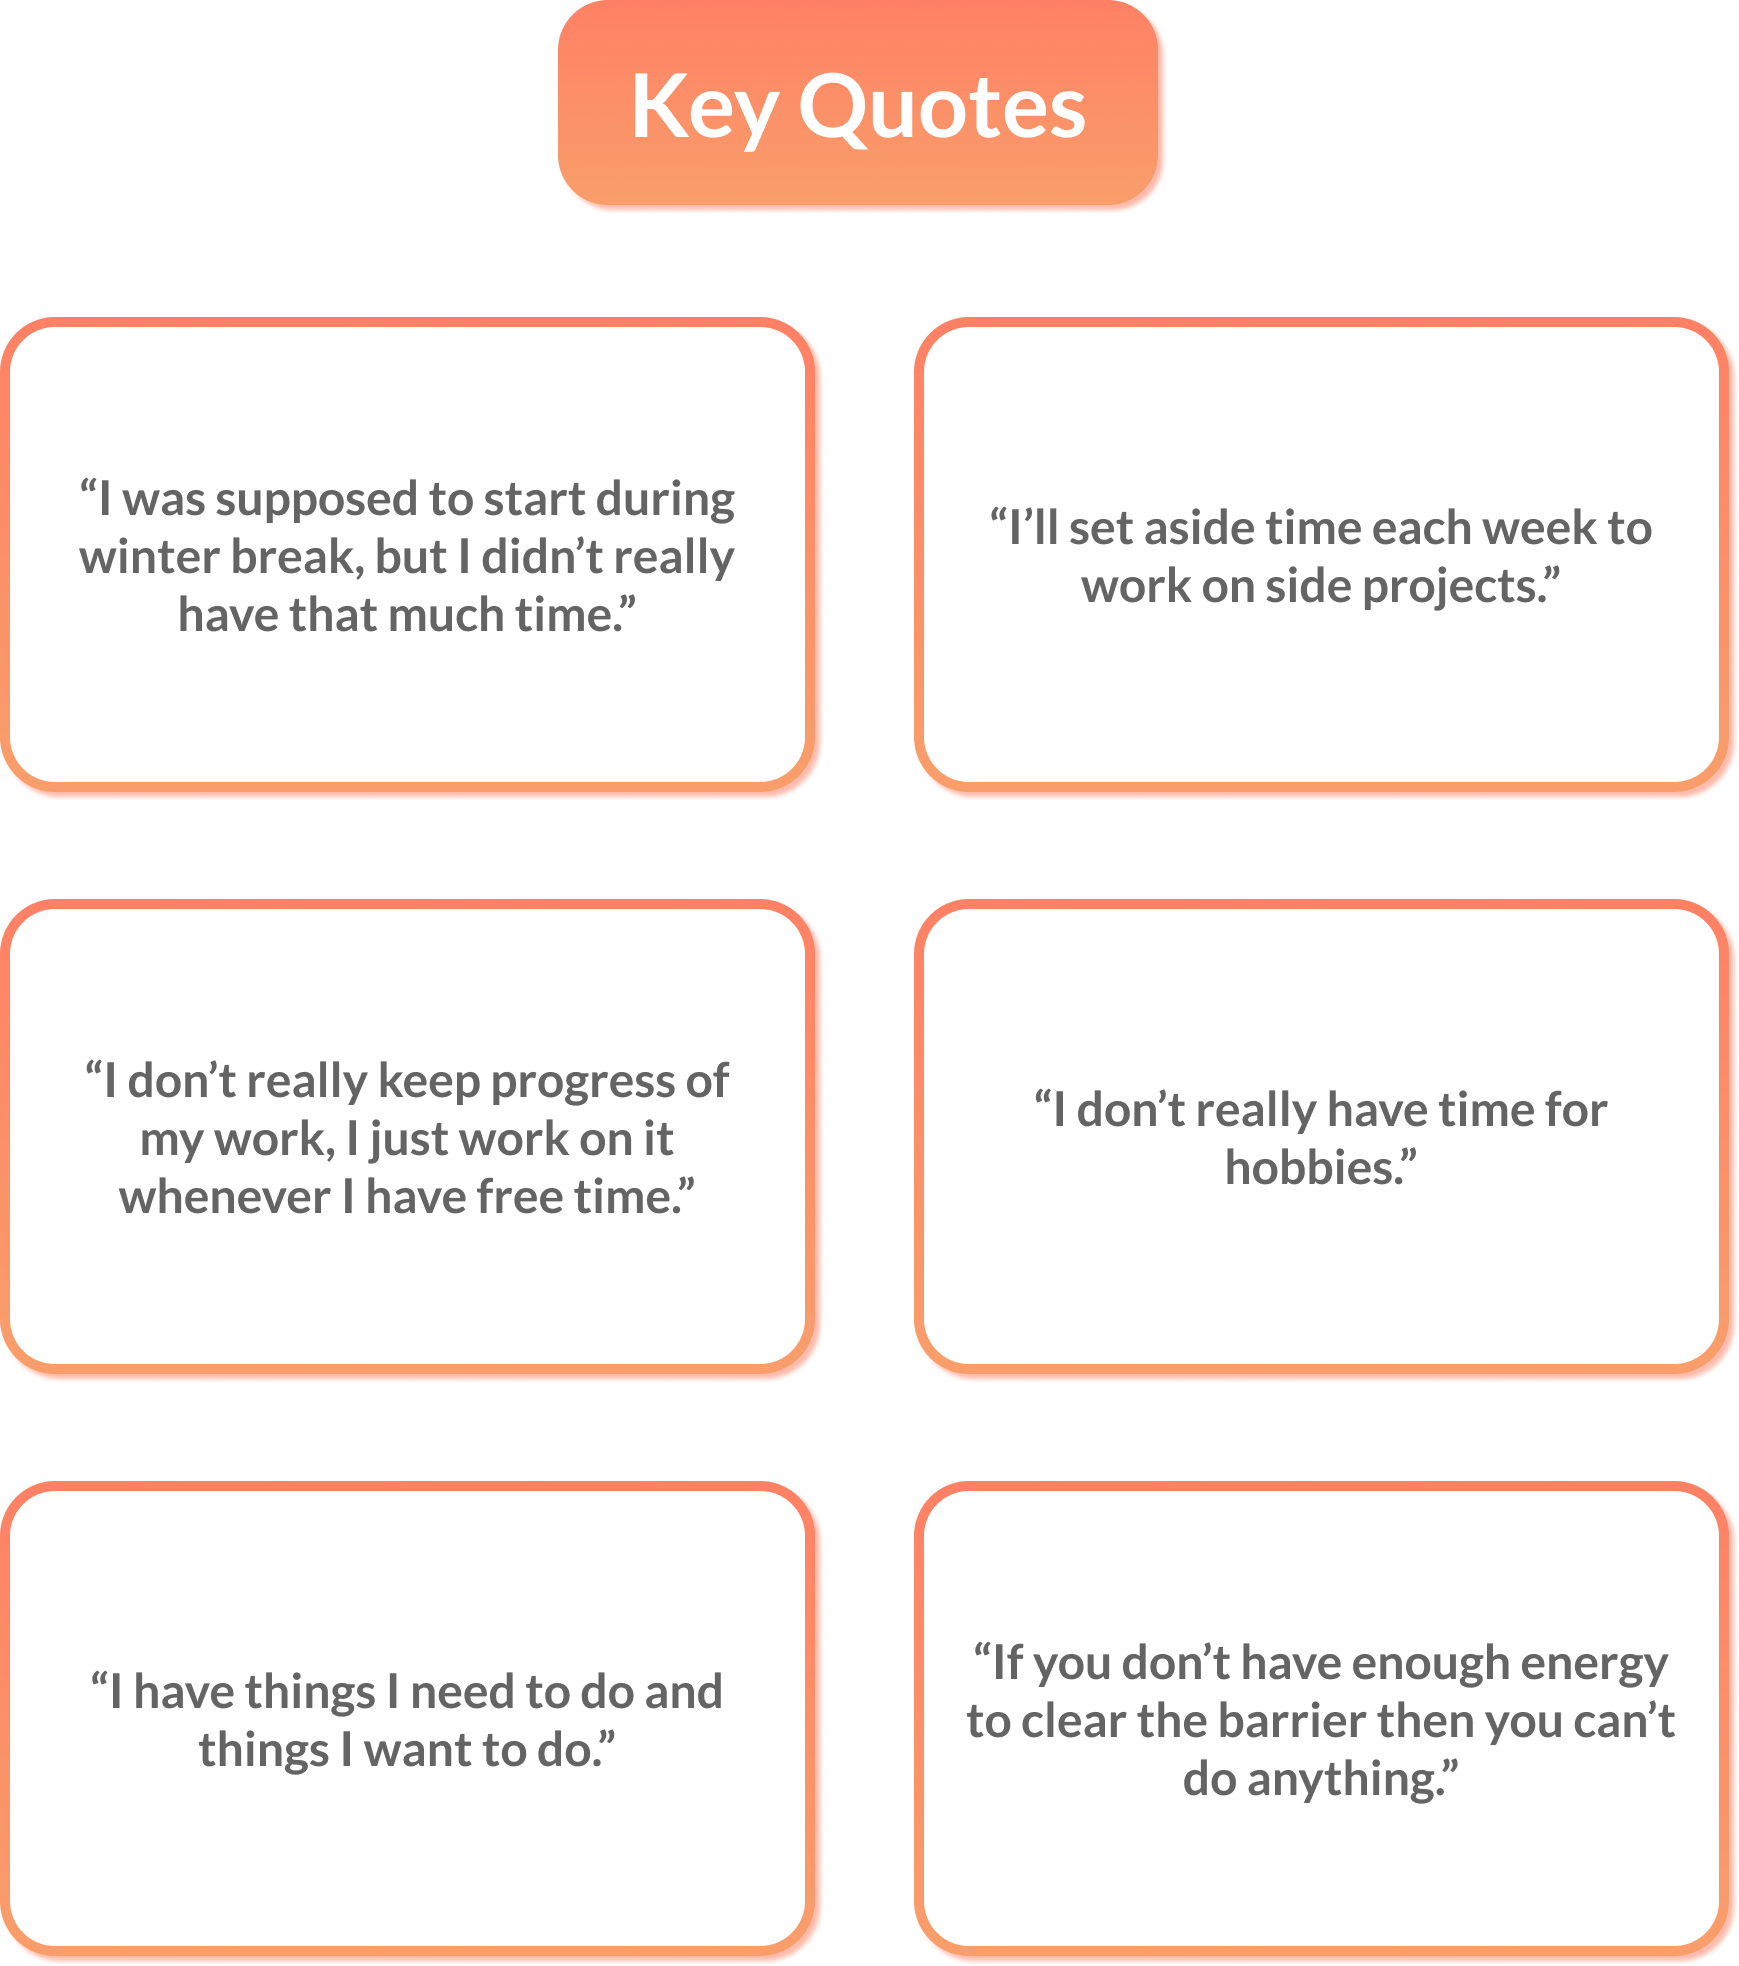 Key Quotes
“I was supposed to start during
winter break, but I didn’t really
have that much time.”
“I’ll set aside time each week to
work on side projects.”
“I don’t really keep progress of
my work, I just work on it
whenever I have free time.”
“I don’t really have time for
hobbies.”
“I have things I need to do and
things I want to do.”
“If you don’t have enough energy
to clear the barrier then you can’t
do anything.”